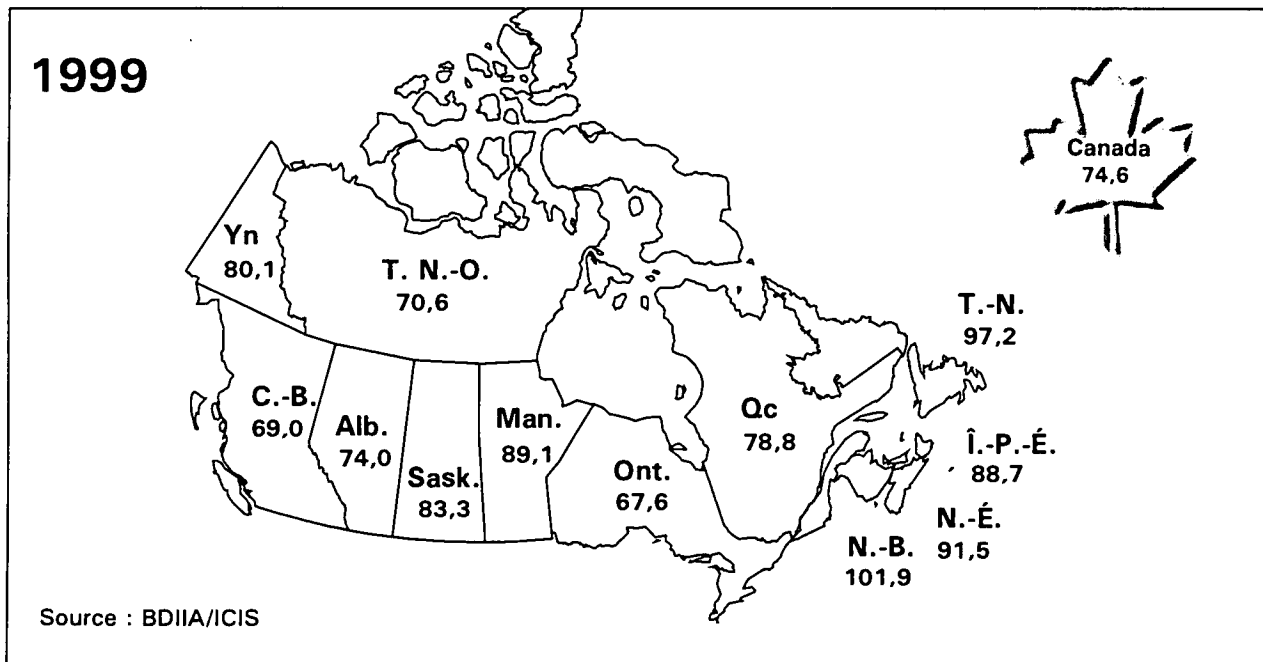 1999
Canada
74,6
Yn
80,1
T. N.-O.
70,6
T.-N.
97,2
C.-B.
69,0
Alb.
74,0
Sask.
83,3
Man.
89,1
Ont.
67,6
Qc
78,8
Î.-P.-É.
88,7
N.-É.
91,5
N.-B.
101,9
Source : BDIIA/ICIS